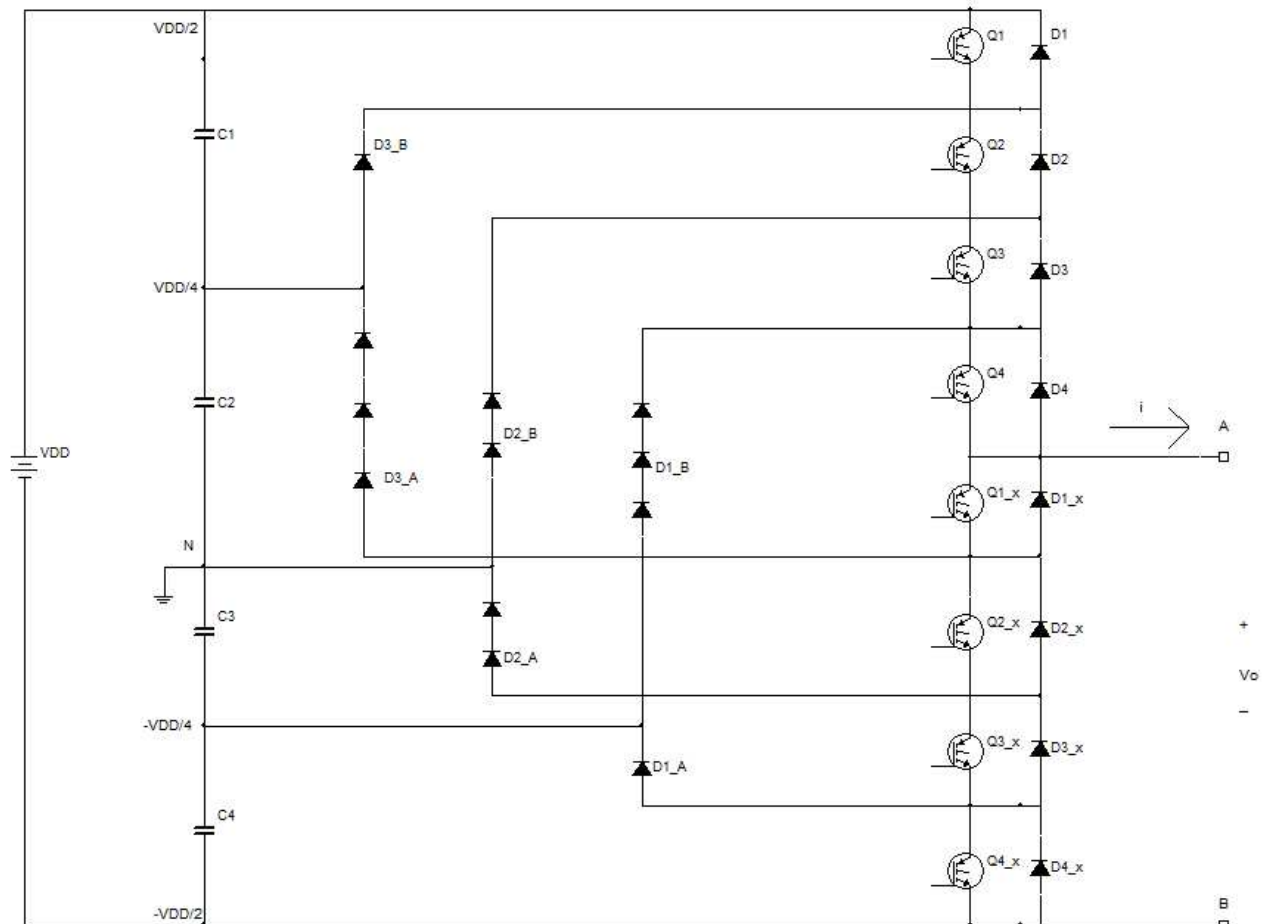 VDD/2
Q1
D1
C1
D3_B
Q2
D2
Q3
D3
VDD/4
Q4
D4
C2
D2_B
i
A
VDD
D3_A
D1_B
Q1_x
D1_x
N
C3
D2_A
Q2_x
D2_x
+
Vo
–
-VDD/4
D1_A
Q3_x
D3_x
C4
Q4_x
D4_x
-VDD/2
B